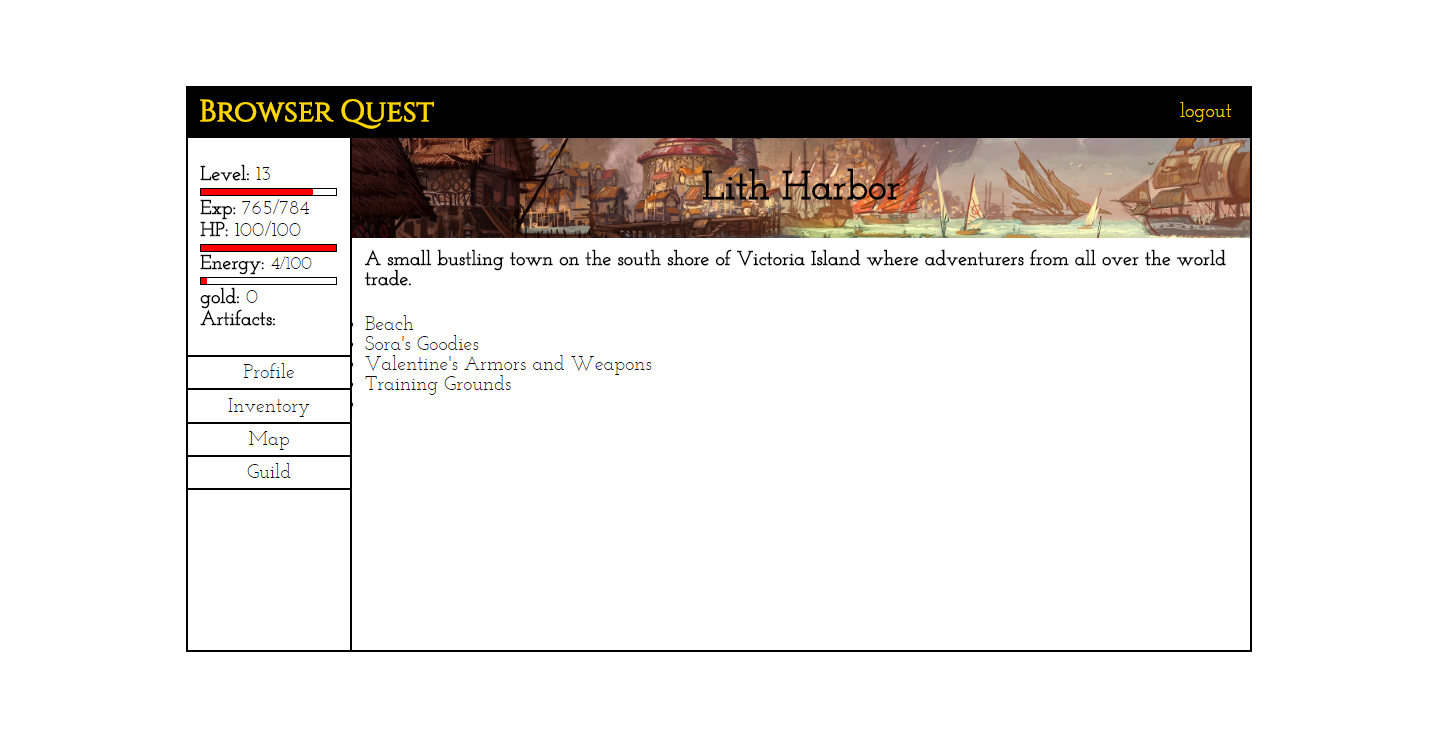 Browser Quest
logout
Level: 13
Exp: 765/784
HP: 100/100
Energy: 4/100
gold: 0
Artifacts:
Profile
Inventory
Map
Guild
Lith Harbor
A small bustling town on the south shore of Victoria Island where adventurers from all over the world
trade.
Beach
Sora's Goodies
Valentine's Armors and Weapons
Training Grounds